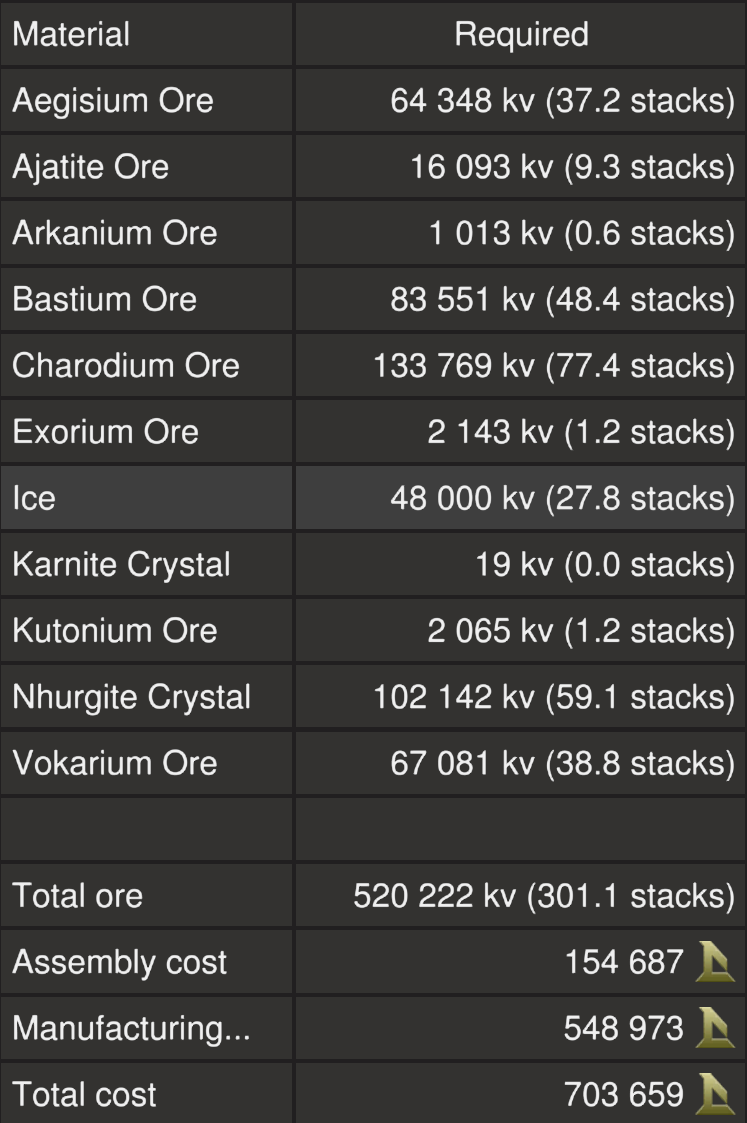 Material Required
Aegisium Ore 64 348 kv (37.2 stacks)
Ajatite Ore 16 093 kv (9.3 stacks)
Arkanium Ore 1 013 kv (0.6 stacks)
Bastium Ore 83 551 kv (48.4 stacks)
Charodium Ore 133 769 kv (77.4 stacks)
Exorium Ore 2 143 kv (1.2 stacks)
Ice 48 000 kv (27.8 stacks)
Karnite Crystal 19 kv (0.0 stacks)
Kutonium Ore 2 065 kv (1.2 stacks)
Nhurgite Crystal 102 142 kv (59.1 stacks)
Vokarium Ore 67 081 kv (38.8 stacks)
Total ore 520 222 kv (301.1 stacks)
Assembly cost 154 687
Manufacturing... 548 973
Total cost 703 659